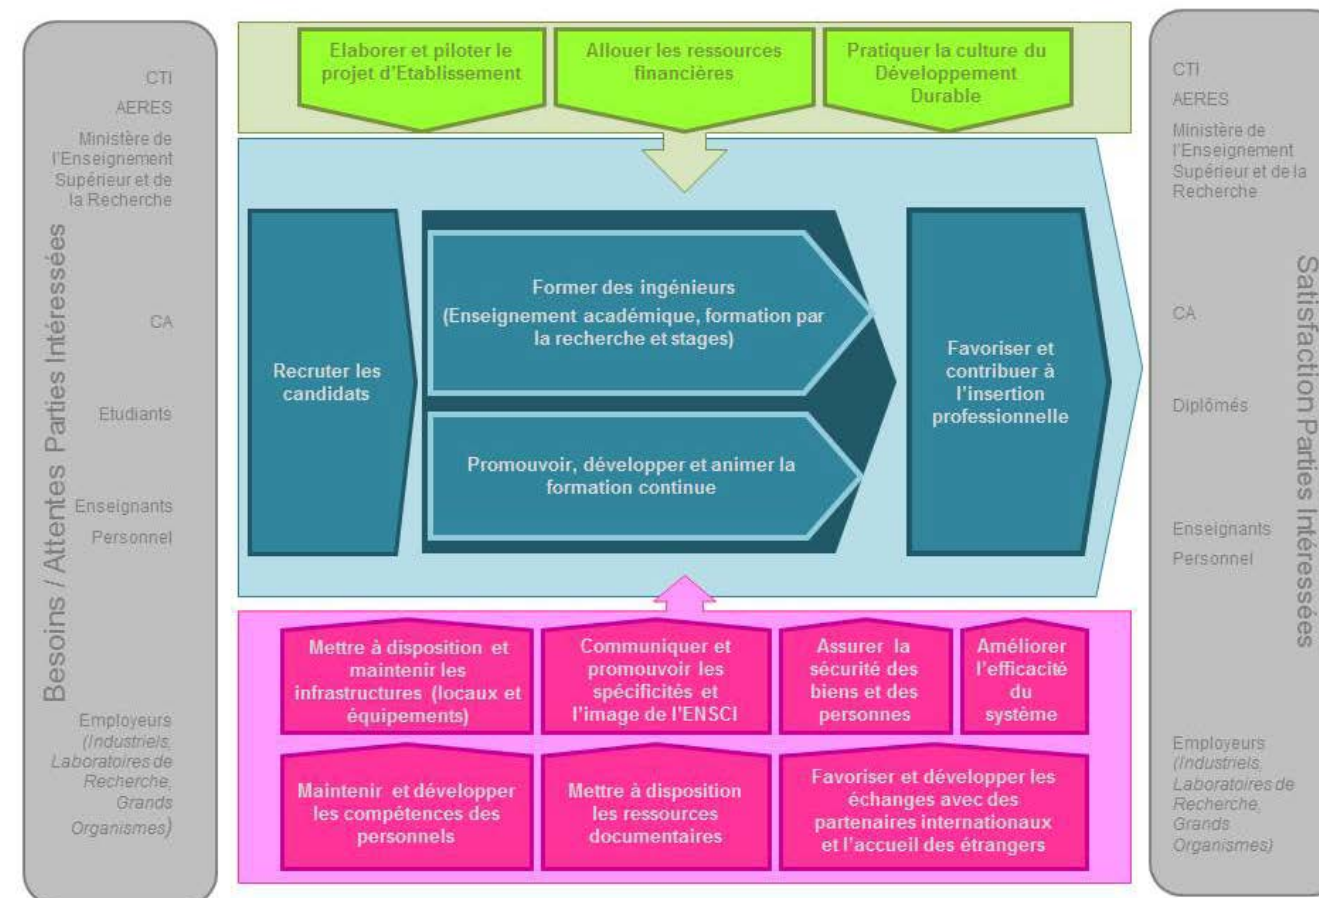 CTI
AERES
Ministère de
l'Enseignement
Supérieur et de
la Recherche
CA
Etudiants
Enseignants
Personnel
Employeurs
(Industriels,
Laboratoires de
Recherche,
Grands
Organismes)
Besoins / Attentes Parties Intéressées
Elaborer et piloter le
projet d'Etablissement
Allouer les ressources
financières
Pratiquer la culture du
Développement
Durable
Recruter les
candidats
Former des ingénieurs
(Enseignement académique, formation par
la recherche et stages)
Promouvoir, développer et animer la
formation continue
Favoriser et
contribuer à
l'insertion
professionnelle
Mettre à disposition et
maintenir les
infrastructures (locaux et
équipements)
Communiquer et
promouvoir les
spécificités et
l'image de l'ENSCI
Assurer la
sécurité des
biens et des
personnes
Améliorer
l'efficacité
du
système
Maintenir et développer
les compétences des
personnels
Mettre à disposition
les ressources
documentaires
Favoriser et développer les
échanges avec des
partenaires internationaux
et l'accueil des étrangers
CTI
AERES
Ministère de
l'Enseignement
Supérieur et de la
Recherche
CA
Diplômés
Enseignants
Personnel
Employeurs
(Industriels,
Laboratoires de
Recherche,
Grands
Organismes)
Satisfaction Parties Intéressées